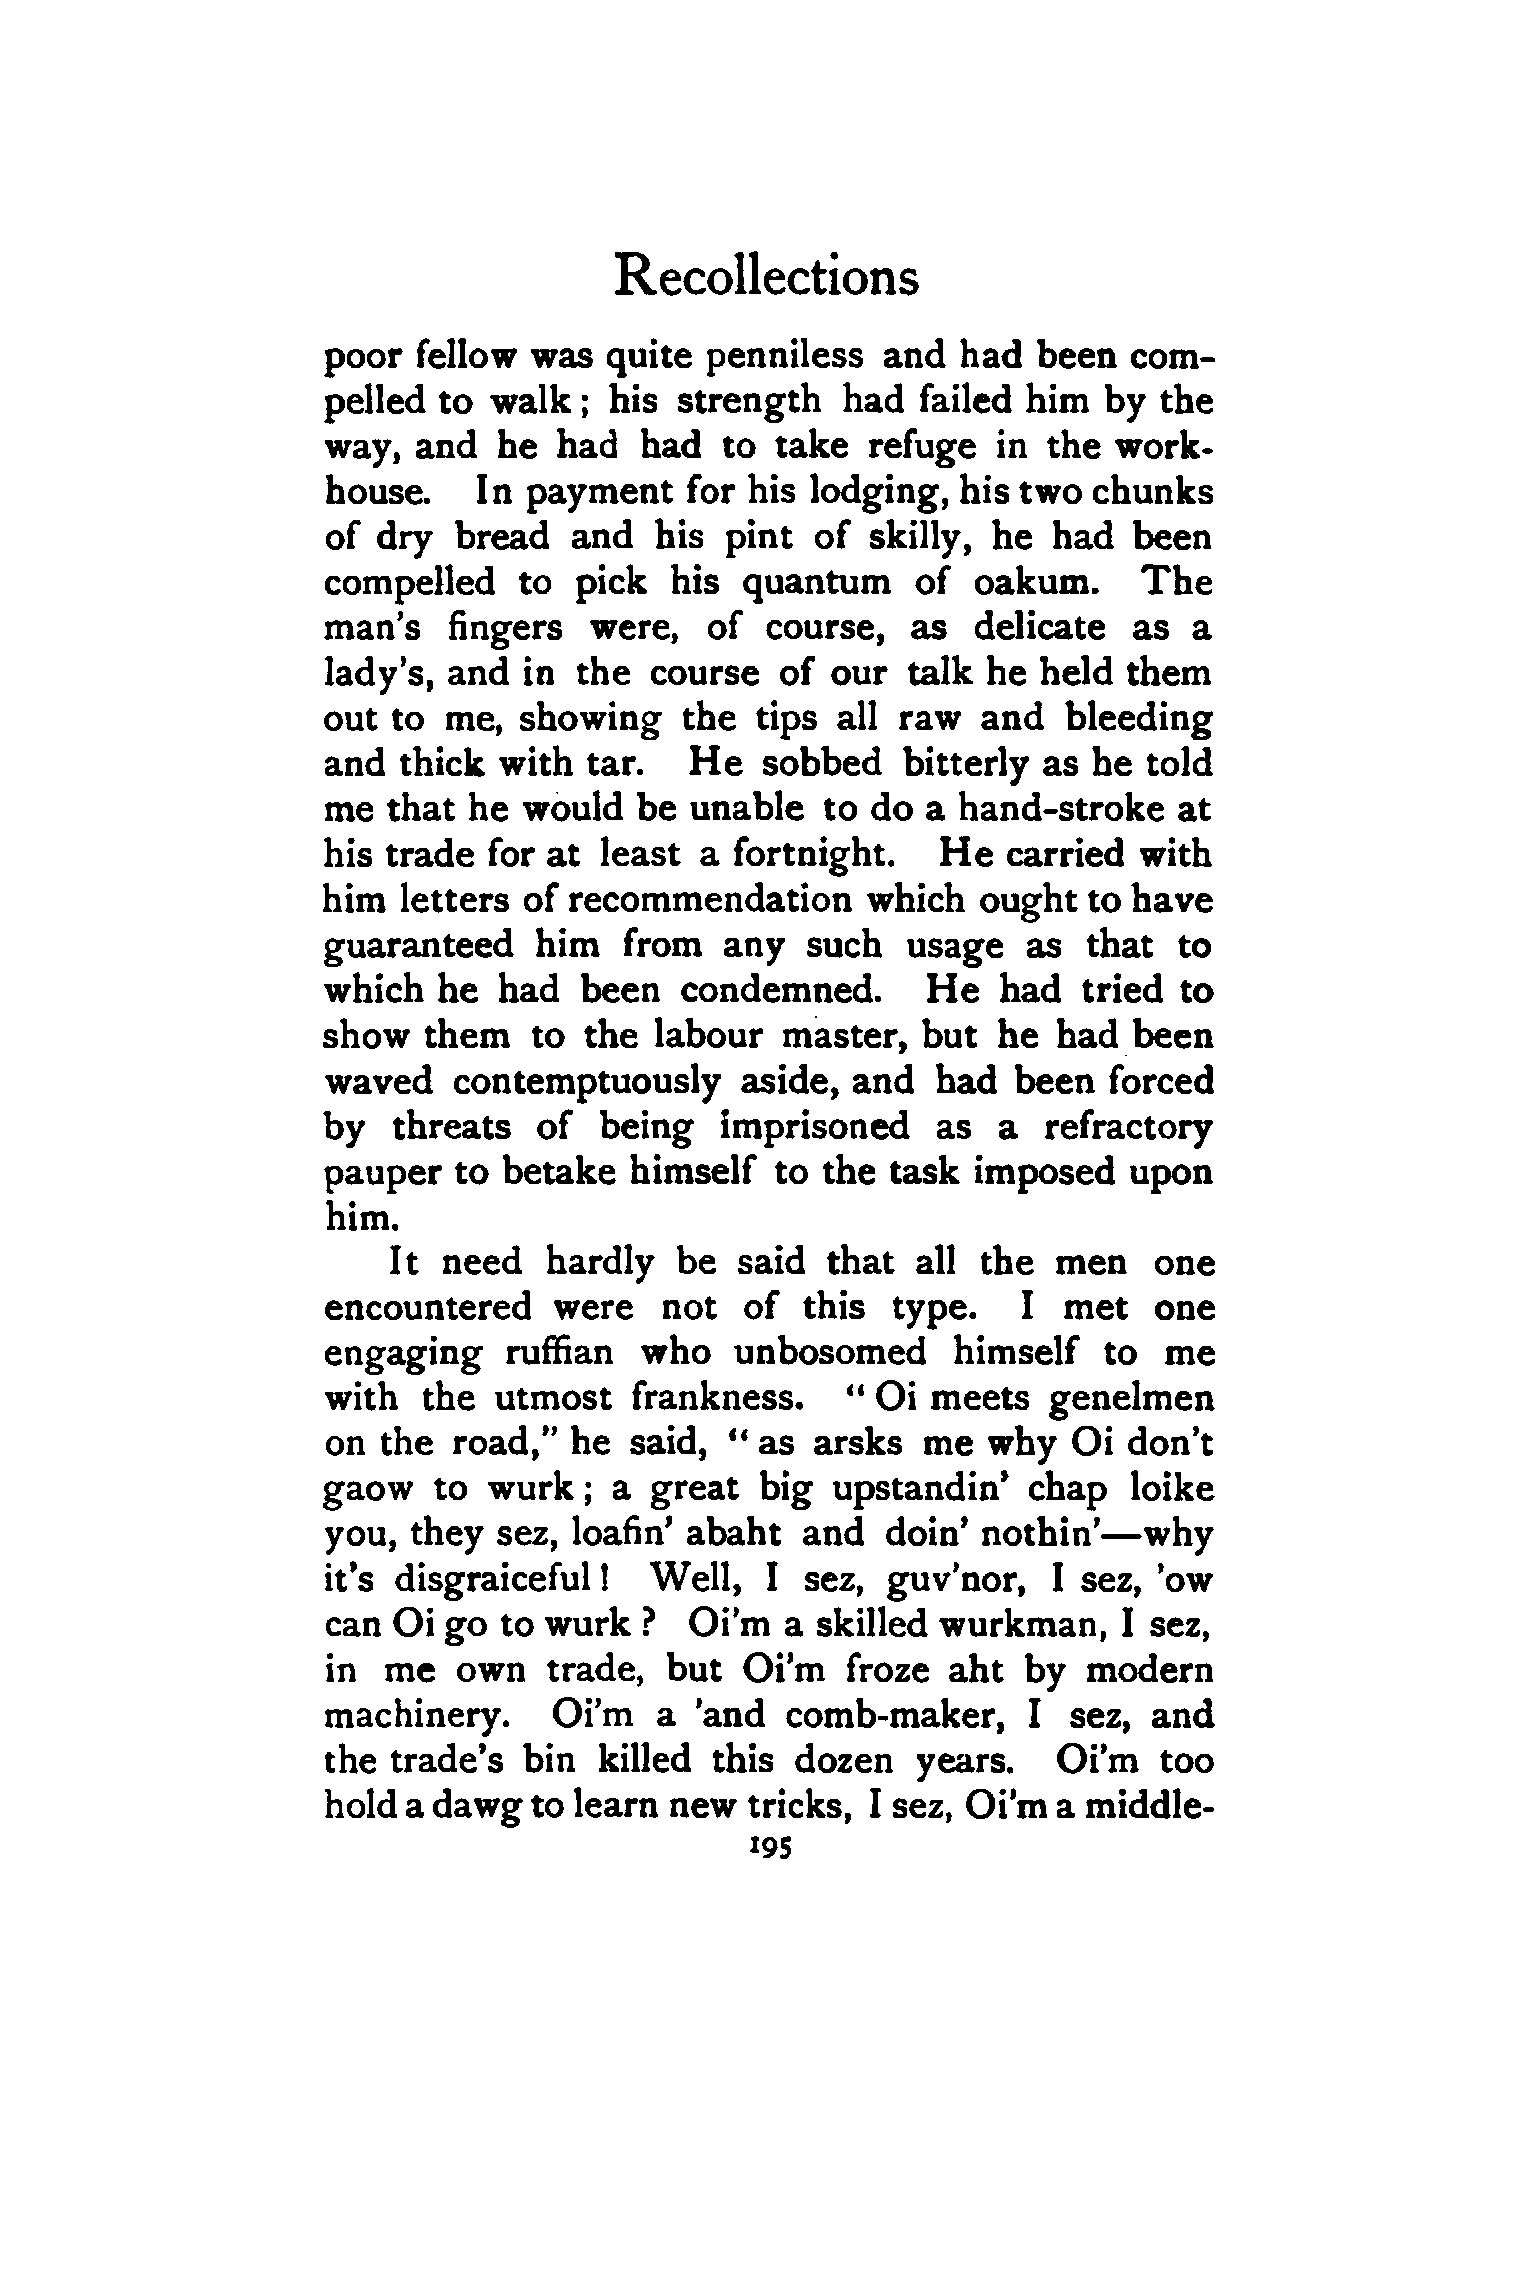 Recollections
poor fellow was quite penniless and had been com-
pelled to walk ; his strength had failed him by the
way, and he had had to take refuge in the work-
house. In payment for his lodging, his two chunks
of dry bread and his pint of skilly, he had been
compelled to pick his quantum of oakum. The
man's fingers were, of course, as delicate as a
lady's, and in the course of our talk he held them
out to me, showing the tips all raw and bleeding
and thick with tar. He sobbed bitterly as he told
me that he would be unable to do a hand-stroke at
his trade for at least a fortnight. He carried with
him letters of recommendation which ought to have
guaranteed him from any such usage as that to
which he had been condemned. He had tried to
show them to the labour master, but he had been
waved contemptuously aside, and had been forced
by threats of being imprisoned as a refractory
pauper to betake himself to the task imposed upon
him.
It need hardly be said that all the men one
encountered were not of this type. I met one
engaging ruffian who unbosomed himself to me
with the utmost frankness. “ Oi meets genelmen
on the road,” he said, “ as arsks me why Oi don't
gaow to wurk ; a great big upstandin' chap loike
you, they sez, loafin' abaht and doin' nothin'—why
it's disgraiceful ! Well, I sez, guv'nor, I sez, 'ow
can Oi go to wurk ? Oi'm a skilled wurkman, I sez,
in me own trade, but Oi'm froze aht by modern
machinery. Oi'm a 'and comb-maker, I sez, and
the trade's bin killed this dozen years. Oi'm too
hold a dawg to learn new tricks, I sez, Oi'm a middle-
195